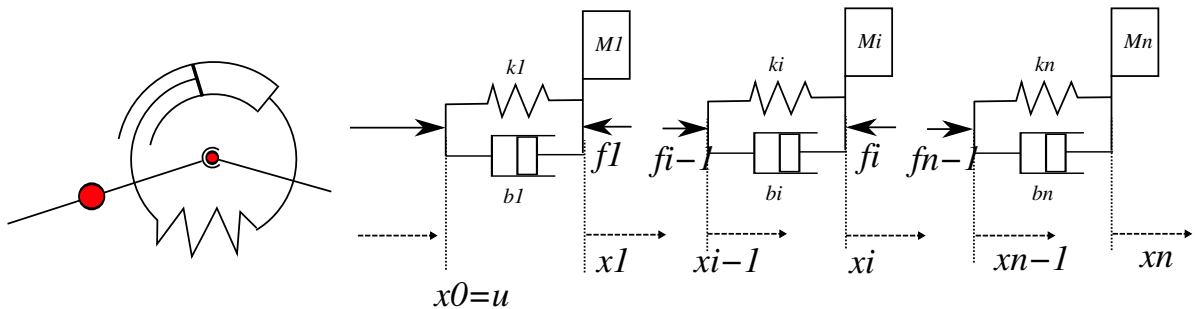 M1
Mi
Mn
k1
ki
kn
f1
fi−1
fi
fn−1
b1
bi
bn
x1
xi−1
xi
xn−1
xn
x0=u